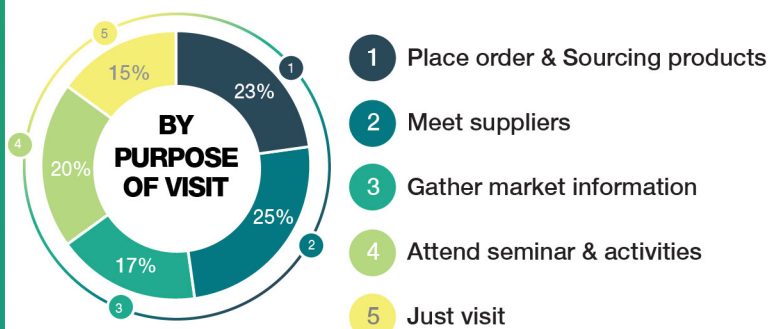 5
15%
1
23%
BY
PURPOSE
OF VISIT
4
20%
25%
2
17%
3
1 Place order & Sourcing products
2 Meet suppliers
3 Gather market information
4 Attend seminar & activities
5 Just visit